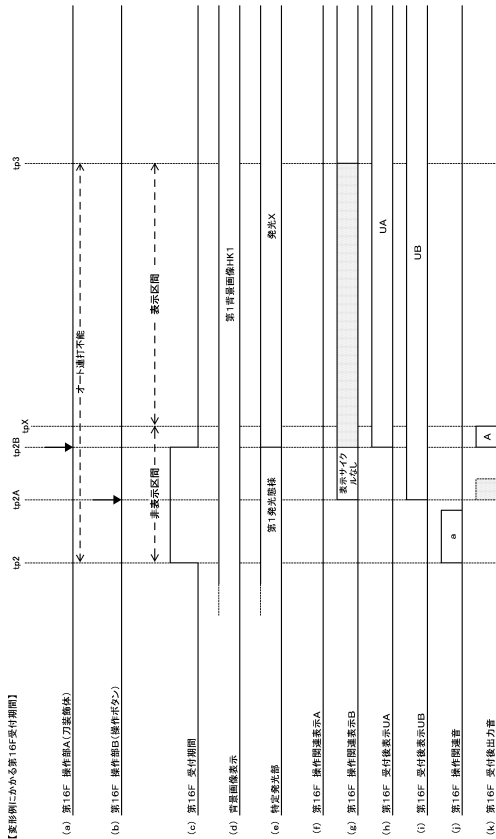 【変形例にかかる第16F受付期間】
tp2
tp2A
tp2B
tpX
tp3
(a) 第16F 操作部A(刀装飾体)
オート連打不能
(b) 第16F 操作部B(操作ボタン)
非表示区間
表示区間
(c) 第16F 受付期間
(d) 背景画像表示
第1背景画像HK1
(e) 特定発光部
第1発光態様
発光X
(f) 第16F 操作関連表示A
(g) 第16F 操作関連表示B
表示サイクルなし
(h) 第16F 受付後表示UA
UA
(i) 第16F 受付後表示UB
UB
(j) 第16F 操作関連音
a
(k) 第16F 受付後出力音
A